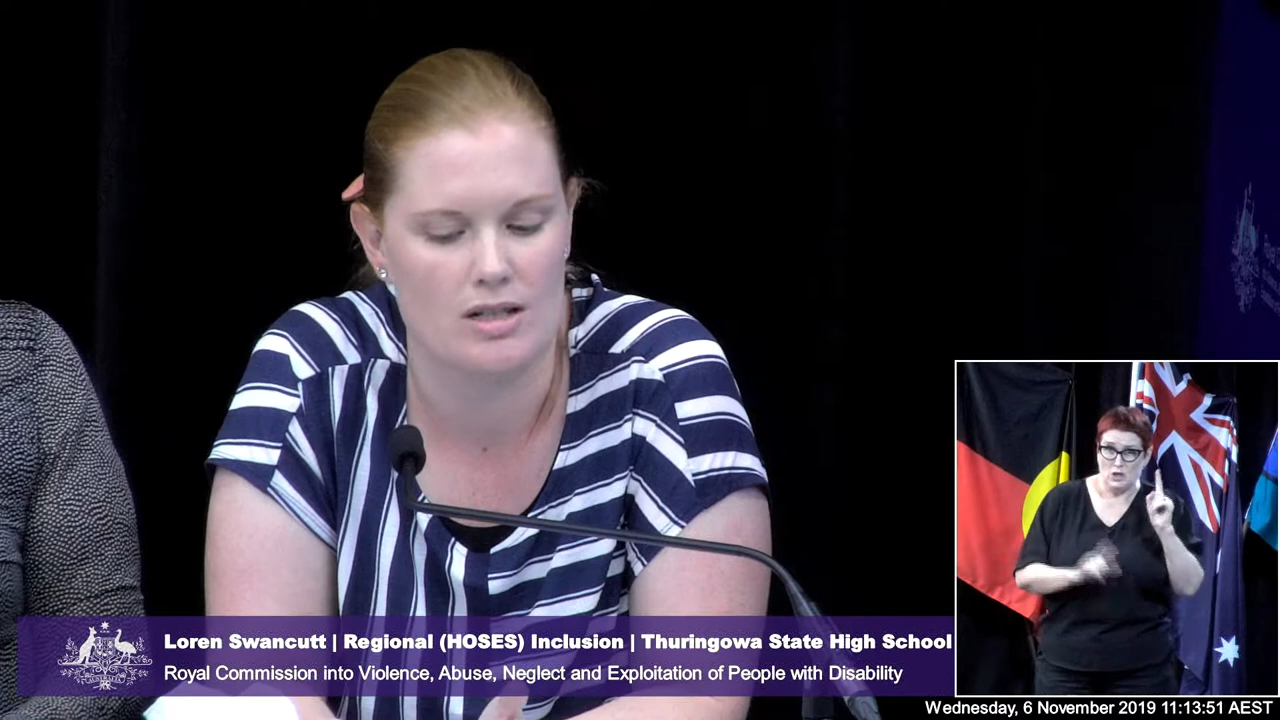 Loren Swancutt | Regional (HOSES) Inclusion | Thuringowa State High School
Royal Commission into Violence, Abuse, Neglect and Exploitation of People with Disability
Wednesday, 6 November 2019 11:13:51 AEST